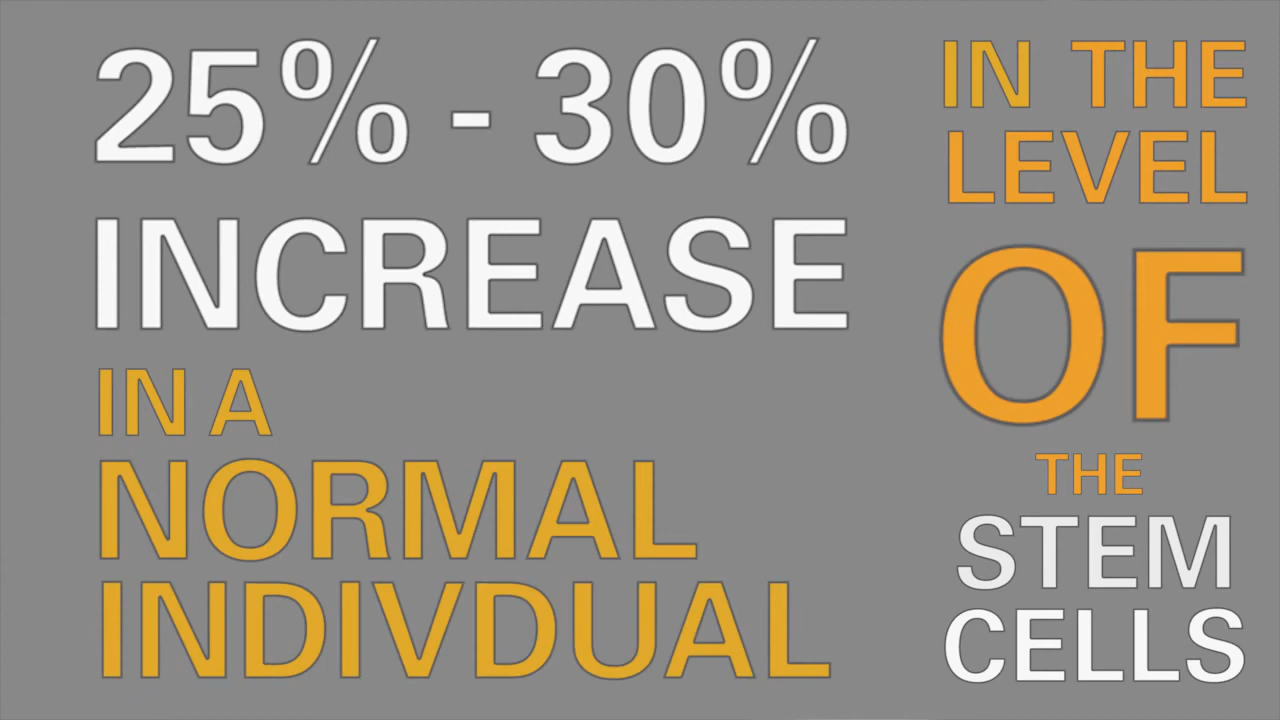 25% - 30%
INCREASE
IN A
NORMAL
INDIVDUAL
IN THE
LEVEL
OF
THE
STEM
CELLS